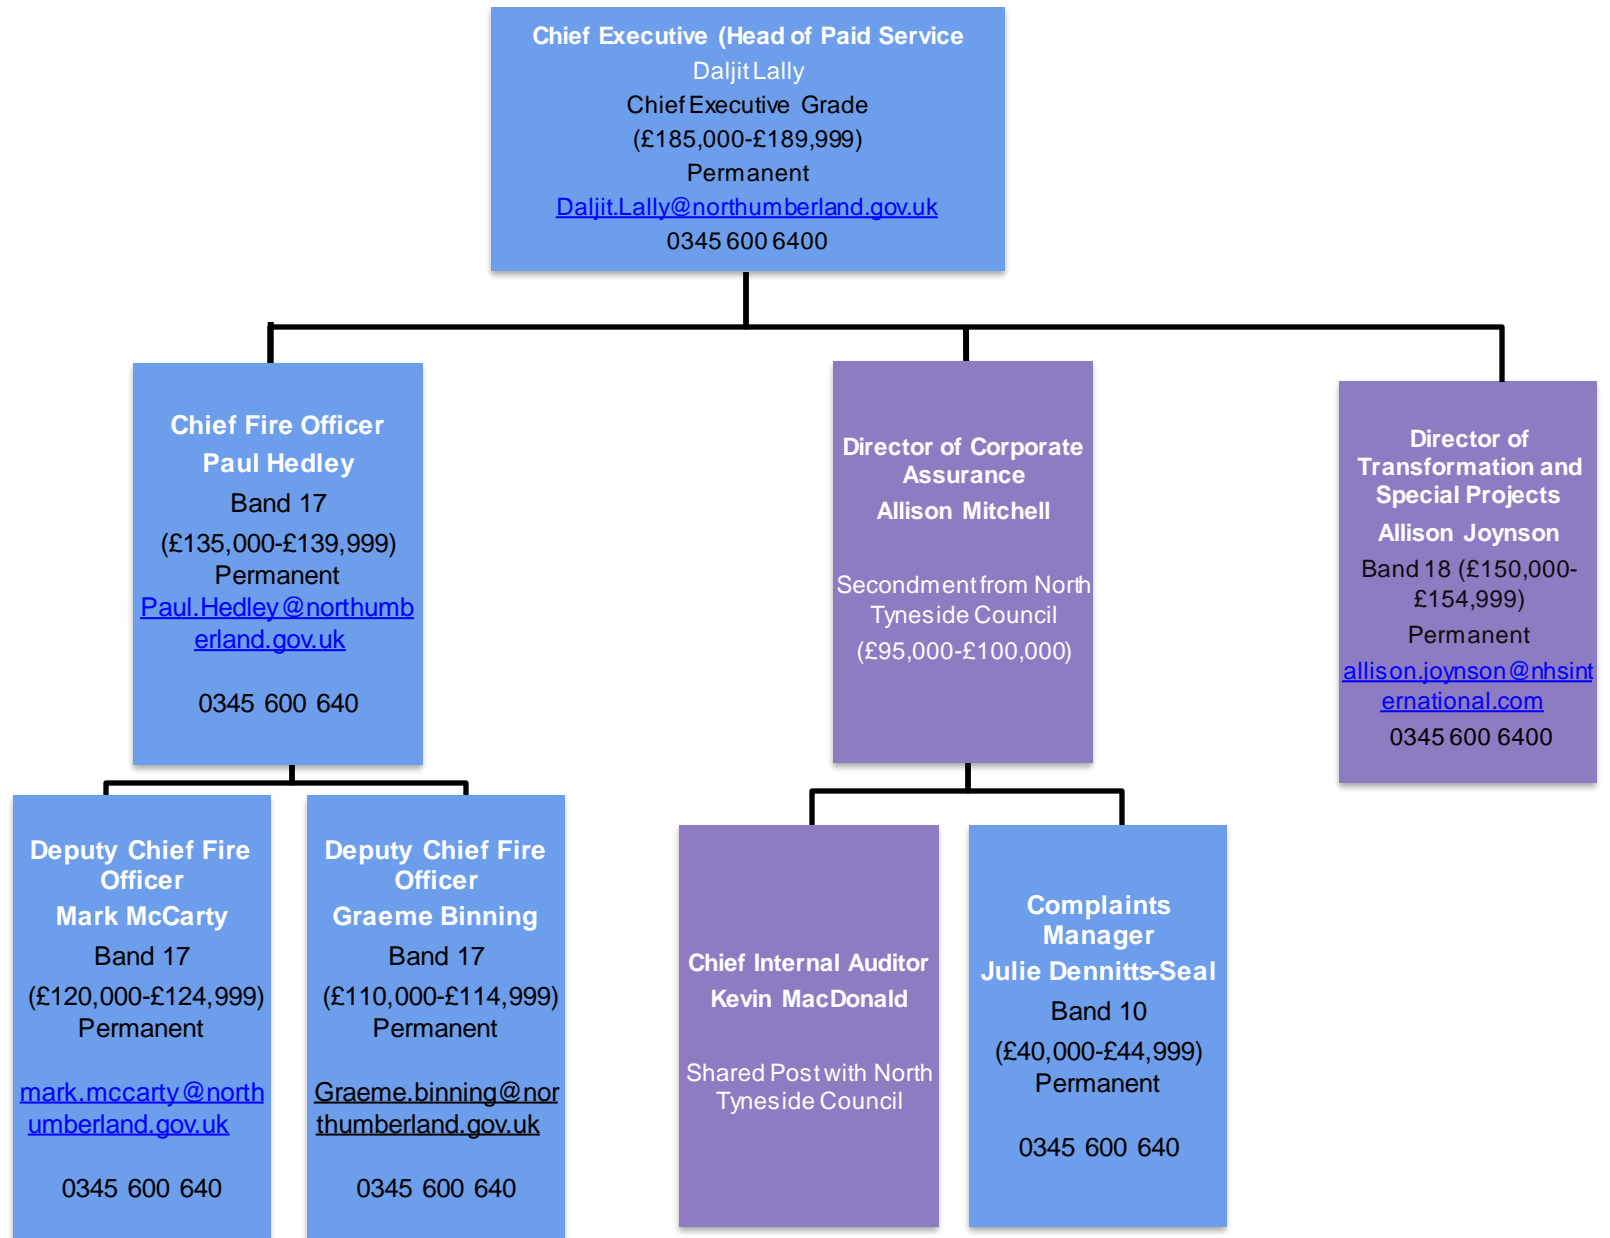 Chief Executive (Head of Paid Service
Daljit Lally
Chief Executive Grade
(£185,000-£189,999)
Permanent
Daljit.Lally@northumberland.gov.uk
0345 600 6400
Chief Fire Officer
Paul Hedley
Band 17
(£135,000-£139,999)
Permanent
Paul.Hedley@northumb
erland.gov.uk
0345 600 640
Director of Corporate
Assurance
Allison Mitchell
Secondment from North
Tyneside Council
(£95,000-£100,000)
Director of
Transformation and
Special Projects
Allison Joynson
Band 18 (£150,000-
£154,999)
Permanent
allison.joynson@nhsint
ernational.com
0345 600 6400
Deputy Chief Fire
Officer
Mark McCarty
Band 17
(£120,000-£124,999)
Permanent
mark.mccarty@north
umberland.gov.uk
0345 600 640
Deputy Chief Fire
Officer
Graeme Binning
Band 17
(£110,000-£114,999)
Permanent
Graeme.binning@nor
thumberland.gov.uk
0345 600 640
Chief Internal Auditor
Kevin MacDonald
Shared Post with North
Tyneside Council
Complaints
Manager
Julie Dennitts-Seal
Band 10
(£40,000-£44,999)
Permanent
0345 600 640